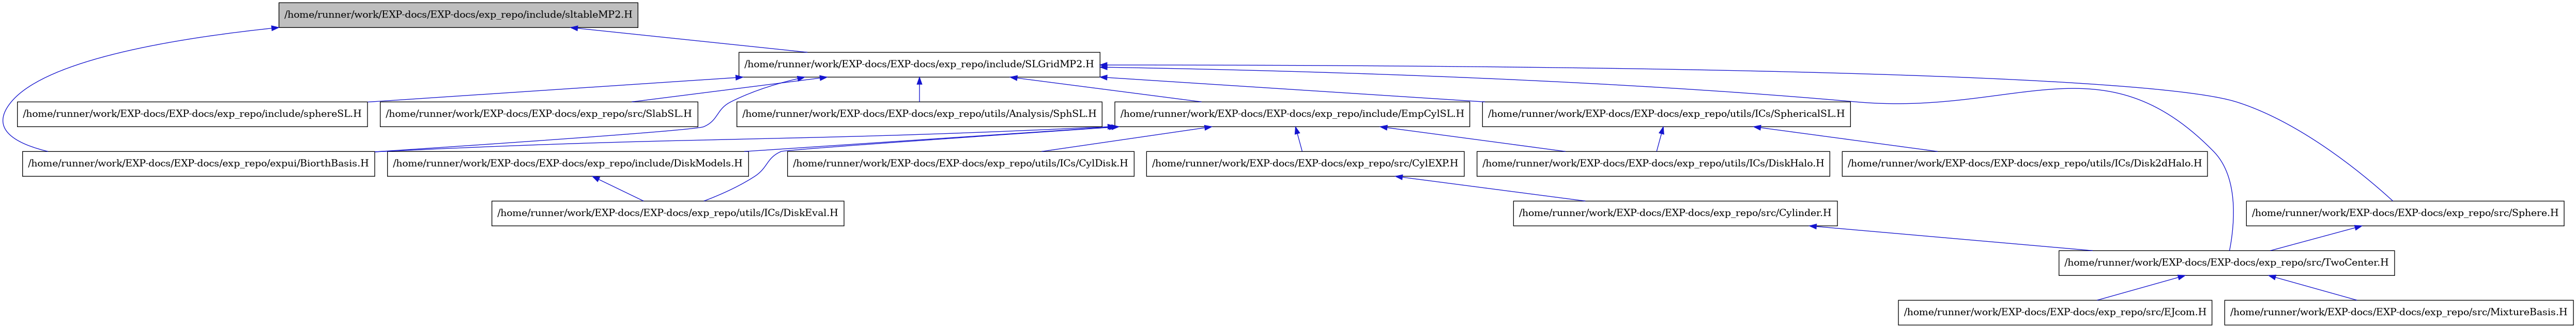 /home/runner/work/EXP-docs/EXP-docs/exp_repo/include/sltableMP2.H
/home/runner/work/EXP-docs/EXP-docs/exp_repo/include/SLGridMP2.H
/home/runner/work/EXP-docs/EXP-docs/exp_repo/include/sphereSL.H
/home/runner/work/EXP-docs/EXP-docs/exp_repo/src/SlabSL.H
/home/runner/work/EXP-docs/EXP-docs/exp_repo/utils/Analysis/SphSL.H
/home/runner/work/EXP-docs/EXP-docs/exp_repo/include/EmpCylSL.H
/home/runner/work/EXP-docs/EXP-docs/exp_repo/utils/ICs/SphericalSL.H
/home/runner/work/EXP-docs/EXP-docs/exp_repo/expui/BiorthBasis.H
/home/runner/work/EXP-docs/EXP-docs/exp_repo/include/DiskModels.H
/home/runner/work/EXP-docs/EXP-docs/exp_repo/utils/ICs/CylDisk.H
/home/runner/work/EXP-docs/EXP-docs/exp_repo/src/CylEXP.H
/home/runner/work/EXP-docs/EXP-docs/exp_repo/utils/ICs/DiskHalo.H
/home/runner/work/EXP-docs/EXP-docs/exp_repo/utils/ICs/Disk2dHalo.H
/home/runner/work/EXP-docs/EXP-docs/exp_repo/utils/ICs/DiskEval.H
/home/runner/work/EXP-docs/EXP-docs/exp_repo/src/Cylinder.H
/home/runner/work/EXP-docs/EXP-docs/exp_repo/src/Sphere.H
/home/runner/work/EXP-docs/EXP-docs/exp_repo/src/TwoCenter.H
/home/runner/work/EXP-docs/EXP-docs/exp_repo/src/EJcom.H
/home/runner/work/EXP-docs/EXP-docs/exp_repo/src/MixtureBasis.H